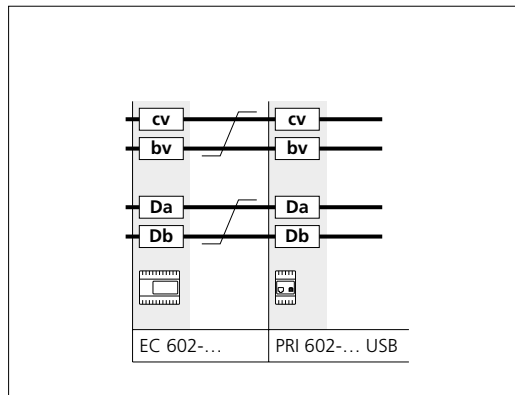 cv cv
bv bv
Da Da
Db Db
EC 602-… PRI 602-… USB